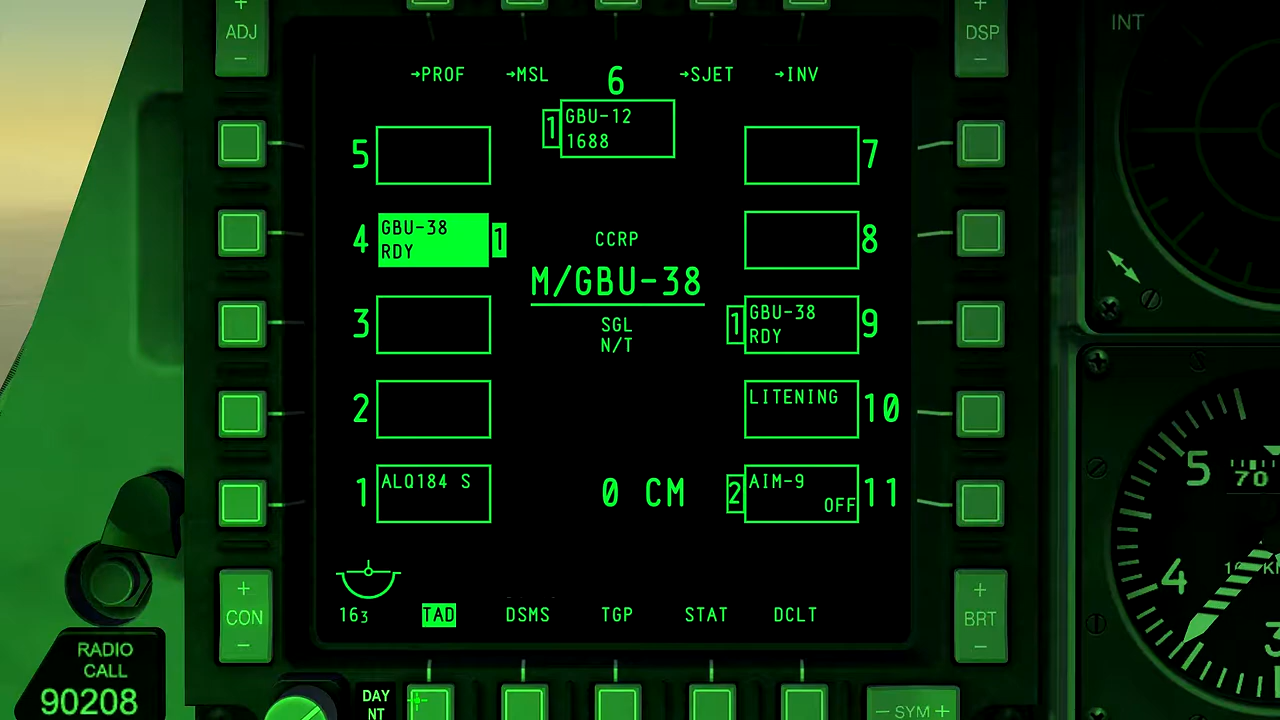 ADJ
DSP
INT
→PROF
→MSL
6
→SJET
→INV
1
GBU-12
1688
5
7
4
GBU-38
RDY
1
8
CCRP
M/GBU-38
SGL
N/T
3
1
GBU-38
RDY
9
2
LITENING
10
1
ALQ184 S
0 CM
2
AIM-9
OFF
11
163
TAD
DSMS
TGP
STAT
DCLT
+
CON
-
+
BRT
-
RADIO
CALL
90208
DAY
NT
- SYM +
5
70
4
3